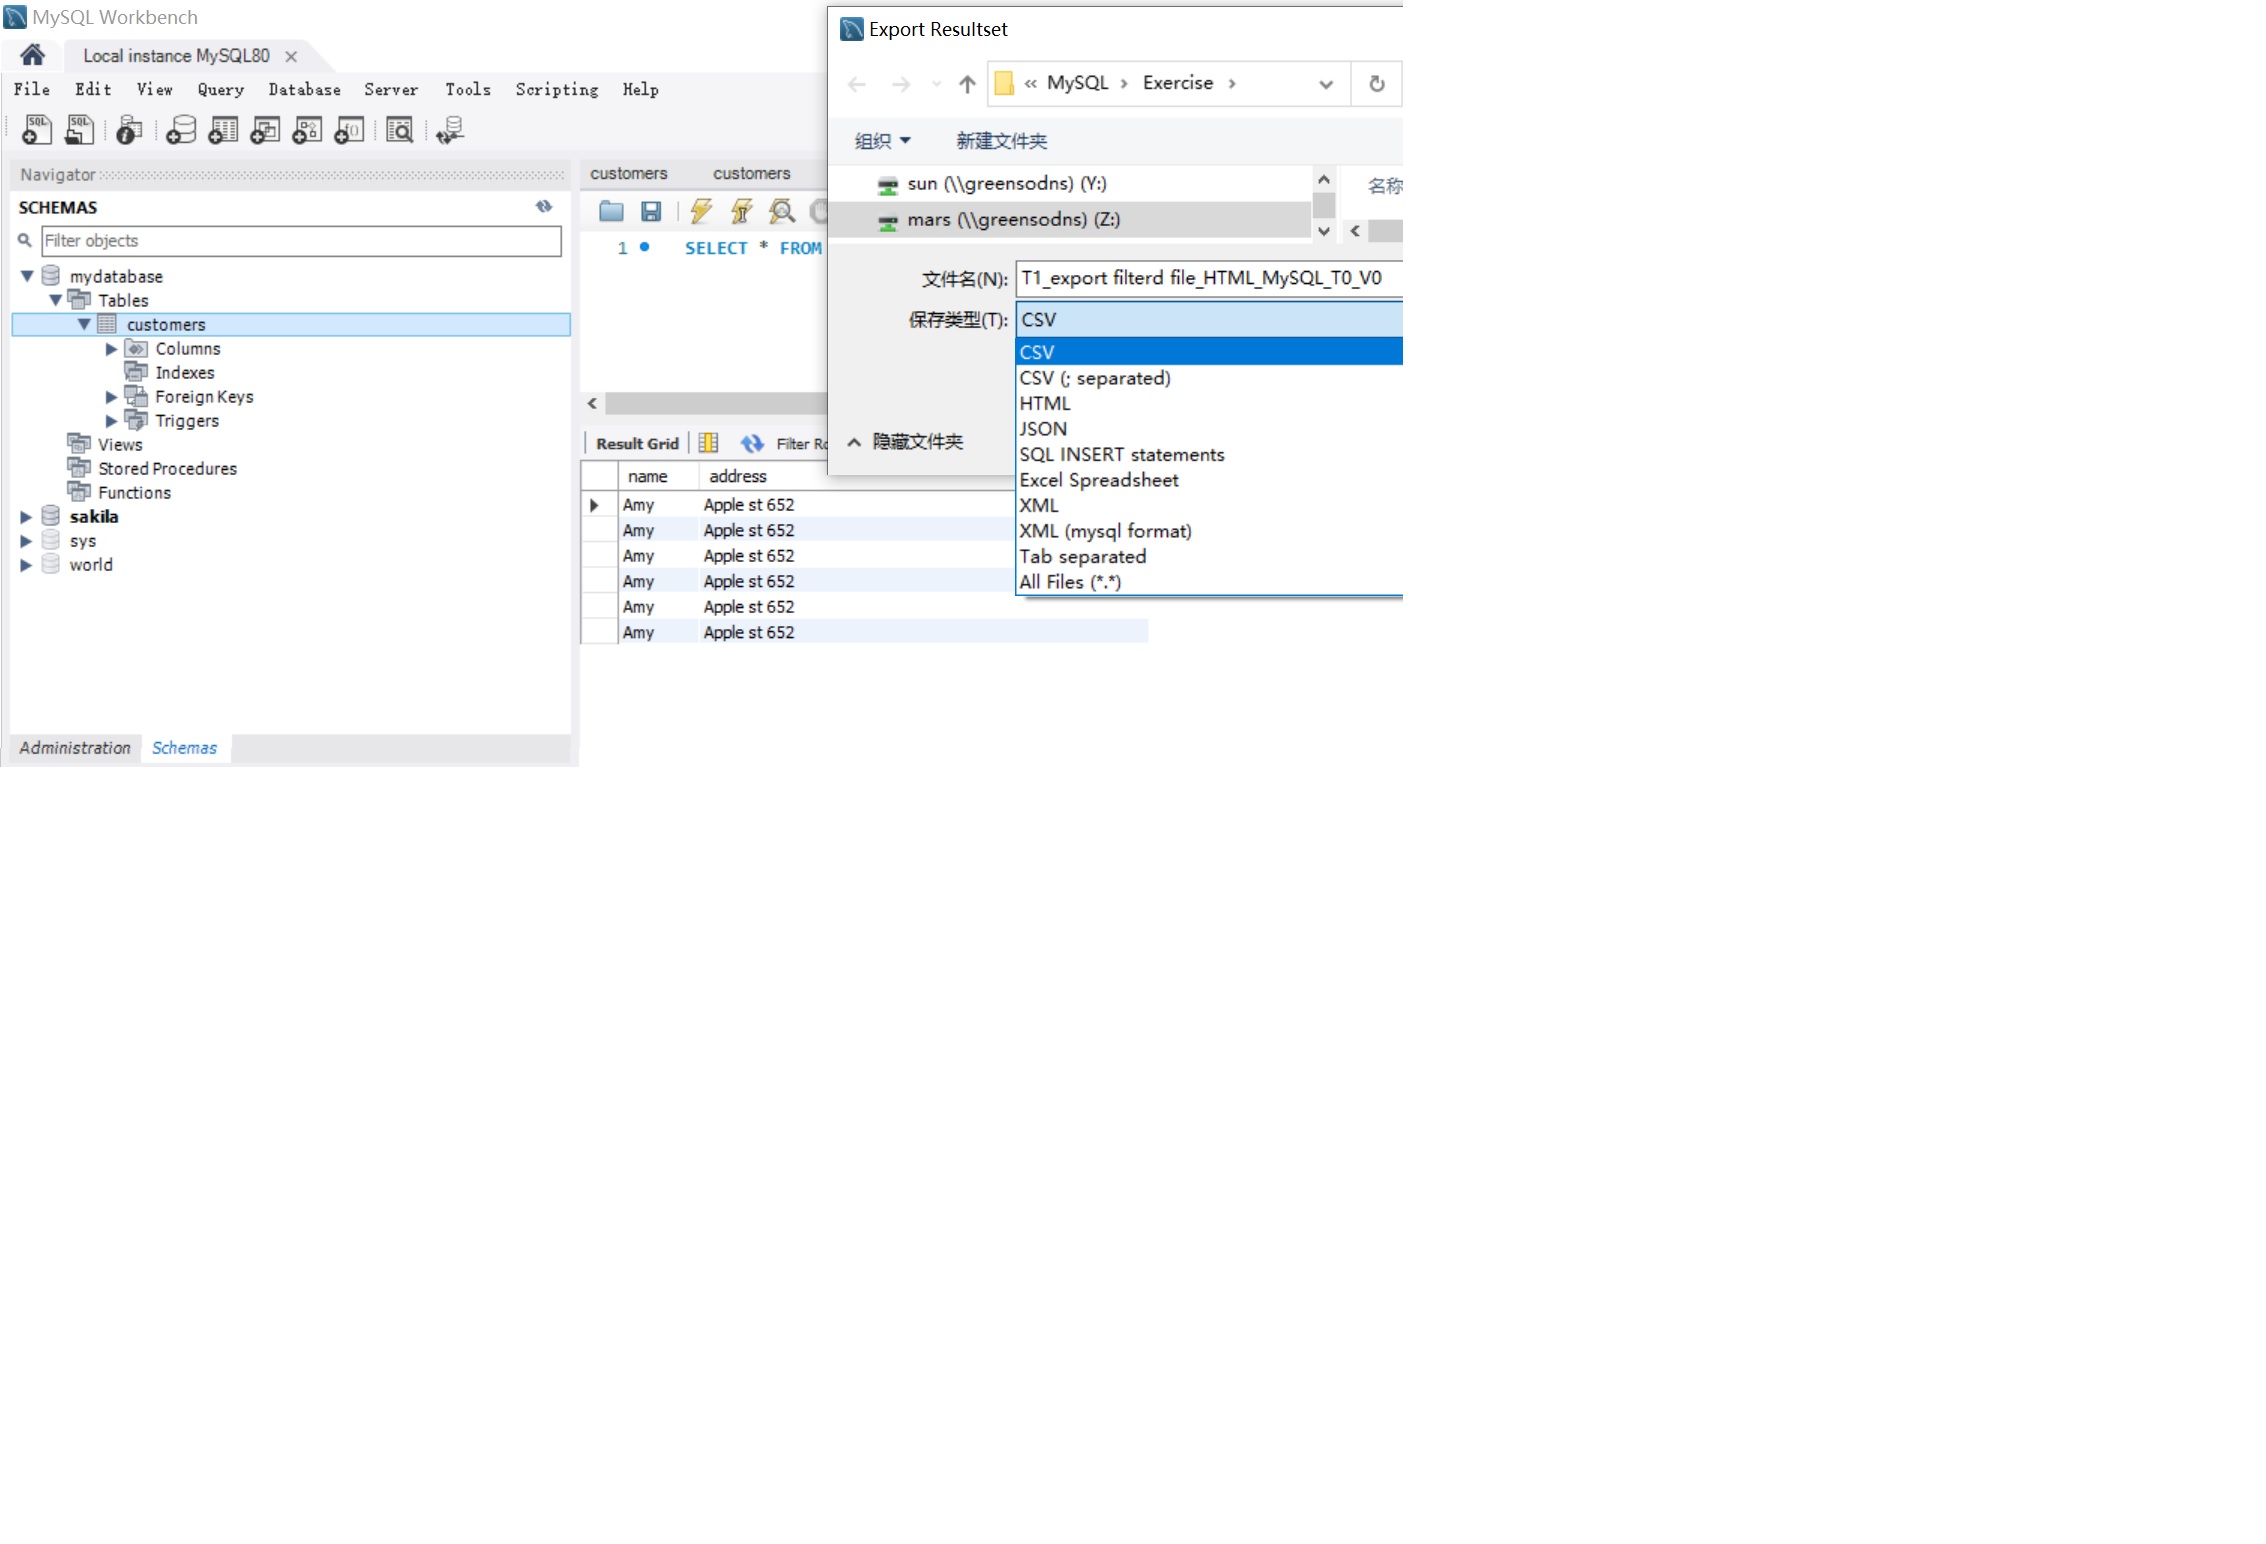 MySQL Workbench
Local instance MySQL80
File Edit View Query Database Server Tools Scripting Help
Navigator
SCHEMAS
Filter objects
mydatabase
Tables
customers
Columns
Indexes
Foreign Keys
Triggers
Views
Stored Procedures
Functions
sakila
sys
world
Administration Schemas
customers customers
1 SELECT * FROM
Result Grid Filter Ro
name address
Amy Apple st 652
Amy Apple st 652
Amy Apple st 652
Amy Apple st 652
Amy Apple st 652
Amy Apple st 652
Export Resultset
« MySQL › Exercise ›
组织 新建文件夹
sun (\\greensodns) (Y:)
名称
mars (\\greensodns) (Z:)
文件名(N): T1_export filterd file_HTML_MySQL_T0_V0
保存类型(T): CSV
CSV
CSV (; separated)
HTML
JSON
SQL INSERT statements
Excel Spreadsheet
XML
XML (mysql format)
Tab separated
All Files (*.*)
隐藏文件夹